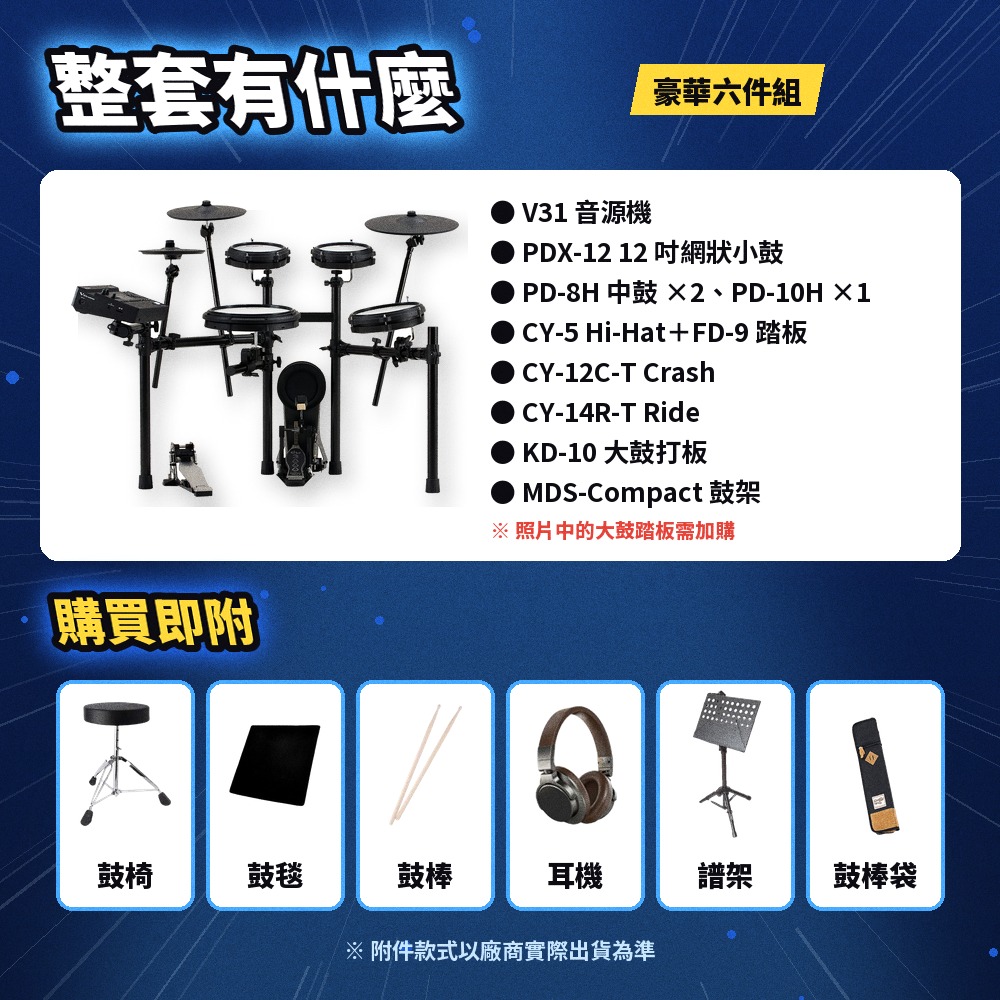 整套有什麼
豪華六件組
● V31 音源機
● PDX-12 12 吋網狀小鼓
● PD-8H 中鼓 ×2、PD-10H ×1
● CY-5 Hi-Hat＋FD-9 踏板
● CY-12C-T Crash
● CY-14R-T Ride
● KD-10 大鼓打板
● MDS-Compact 鼓架
※ 照片中的大鼓踏板需加購
購買即附
鼓椅
鼓毯
鼓棒
耳機
譜架
鼓棒袋
※ 附件款式以廠商實際出貨為準